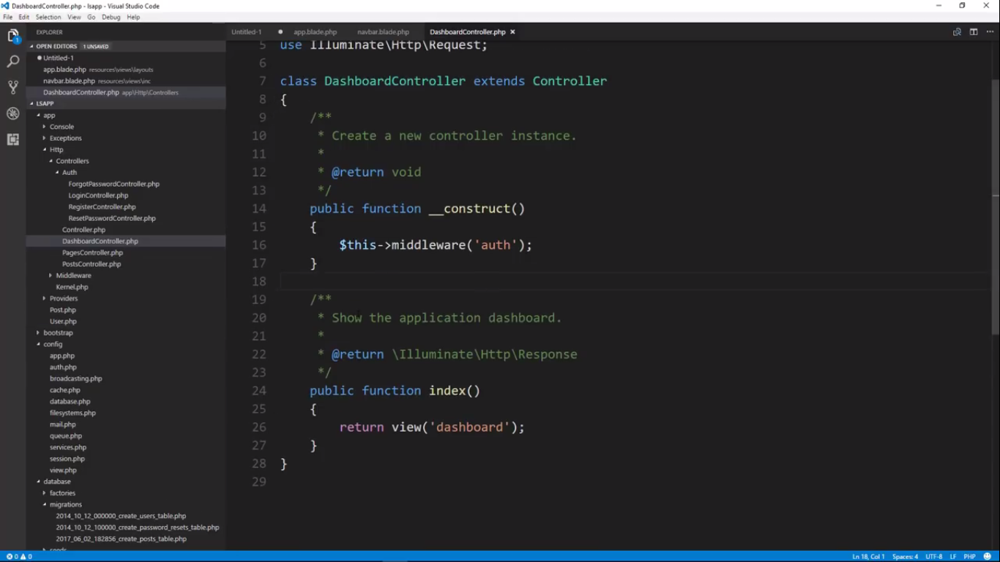 DashboardController.php - lsapp - Visual Studio Code
File Edit Selection View Go Debug Help
EXPLORER
OPEN EDITORS 1 UNSAVED
Untitled-1
app.blade.php resources\views\layouts
navbar.blade.php resources\views\inc
DashboardController.php app\Http\Controllers
LSAPP
app
Console
Exceptions
Http
Controllers
Auth
ForgotPasswordController.php
LoginController.php
RegisterController.php
ResetPasswordController.php
Controller.php
DashboardController.php
PagesController.php
PostsController.php
Middleware
Kernel.php
Providers
Post.php
User.php
bootstrap
config
app.php
auth.php
broadcasting.php
cache.php
database.php
filesystems.php
mail.php
queue.php
services.php
session.php
view.php
database
factories
migrations
2014_10_12_000000_create_users_table.php
2014_10_12_100000_create_password_resets_table.php
2017_06_02_182856_create_posts_table.php
seeds
1
Untitled-1 app.blade.php navbar.blade.php DashboardController.php
5 use Illuminate\Http\Request;
6
7 class DashboardController extends Controller
8 {
9 /**
10 * Create a new controller instance.
11 *
12 * @return void
13 */
14 public function __construct()
15 {
16 $this->middleware('auth');
17 }
18
19 /**
20 * Show the application dashboard.
21 *
22 * @return \Illuminate\Http\Response
23 */
24 public function index()
25 {
26 return view('dashboard');
27 }
28 }
29
0 0 Ln 18, Col 1 Spaces: 4 UTF-8 LF PHP